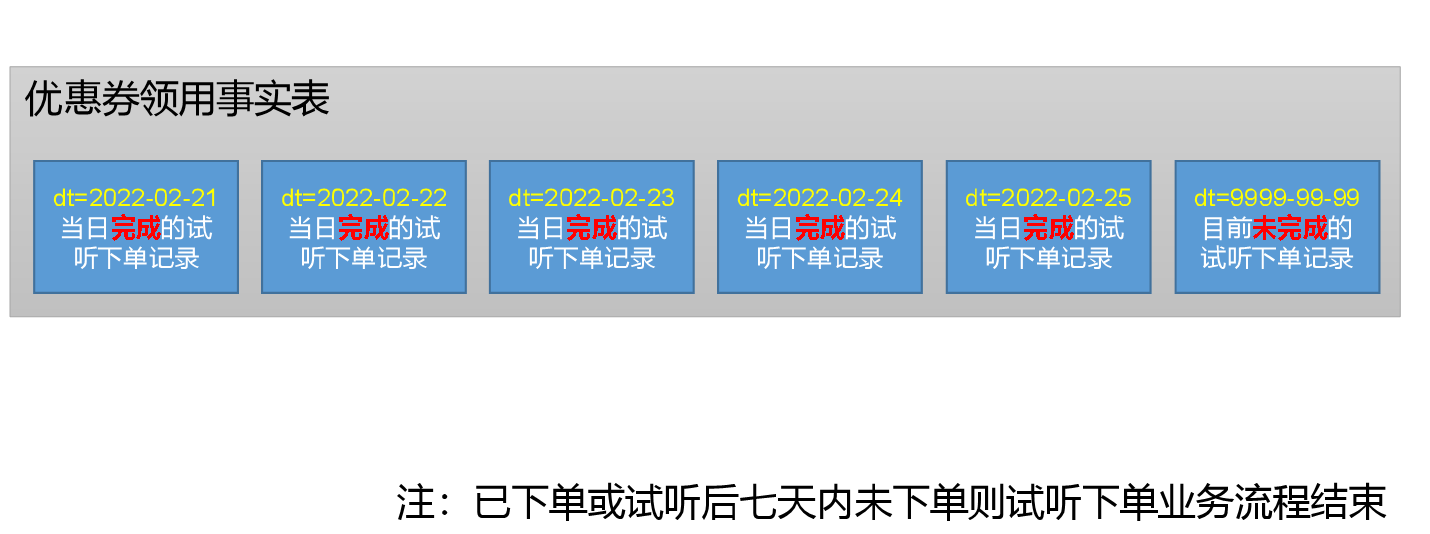 优惠券领用事实表
dt=2022-02-21
当日完成的试
听下单记录
dt=2022-02-22
当日完成的试
听下单记录
dt=2022-02-23
当日完成的试
听下单记录
dt=2022-02-24
当日完成的试
听下单记录
dt=2022-02-25
当日完成的试
听下单记录
dt=9999-99-99
目前未完成的
试听下单记录
注：已下单或试听后七天内未下单则试听下单业务流程结束